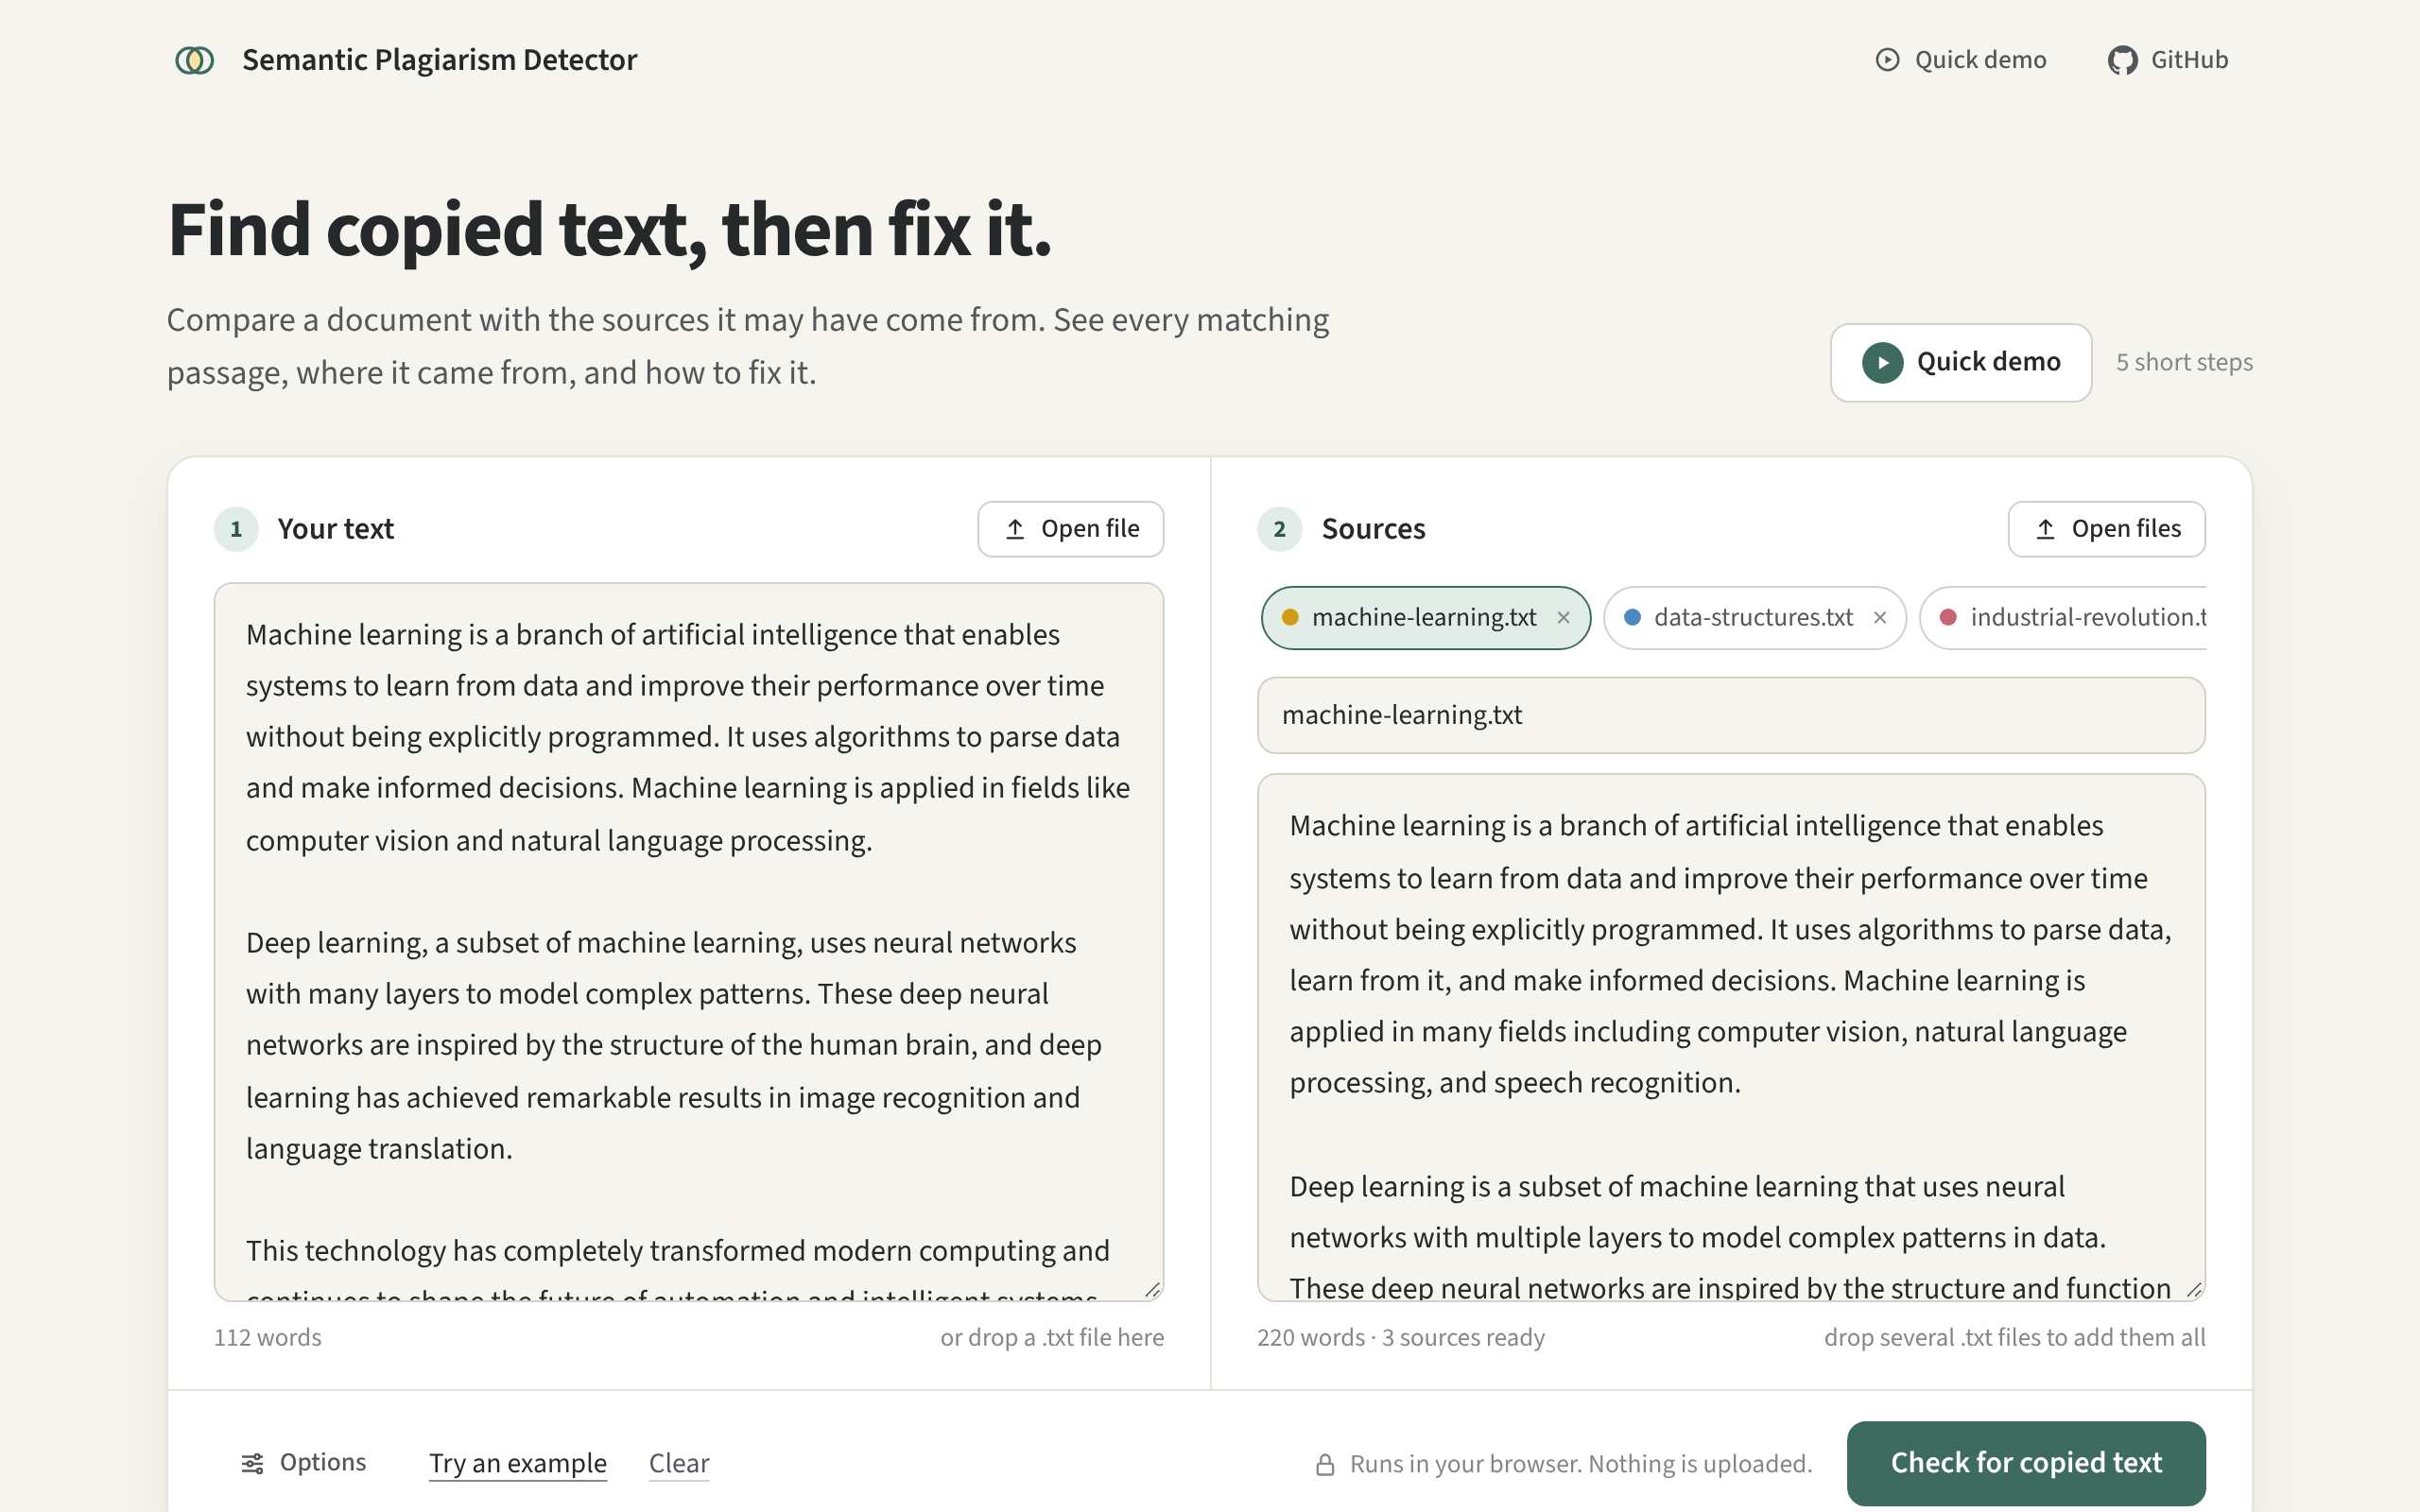 Semantic Plagiarism Detector
Quick demo
GitHub
Find copied text, then fix it.
Compare a document with the sources it may have come from. See every matching
passage, where it came from, and how to fix it.
Quick demo
5 short steps
1
Your text
Open file
Machine learning is a branch of artificial intelligence that enables
systems to learn from data and improve their performance over time
without being explicitly programmed. It uses algorithms to parse data
and make informed decisions. Machine learning is applied in fields like
computer vision and natural language processing.
Deep learning, a subset of machine learning, uses neural networks
with many layers to model complex patterns. These deep neural
networks are inspired by the structure of the human brain, and deep
learning has achieved remarkable results in image recognition and
language translation.
This technology has completely transformed modern computing and
continues to shape the future of automation and intelligent systems.
112 words
or drop a .txt file here
2
Sources
Open files
machine-learning.txt ×
data-structures.txt ×
industrial-revolution.t
machine-learning.txt
Machine learning is a branch of artificial intelligence that enables
systems to learn from data and improve their performance over time
without being explicitly programmed. It uses algorithms to parse data,
learn from it, and make informed decisions. Machine learning is
applied in many fields including computer vision, natural language
processing, and speech recognition.
Deep learning is a subset of machine learning that uses neural
networks with multiple layers to model complex patterns in data.
These deep neural networks are inspired by the structure and function
220 words · 3 sources ready
drop several .txt files to add them all
Options
Try an example
Clear
Runs in your browser. Nothing is uploaded.
Check for copied text